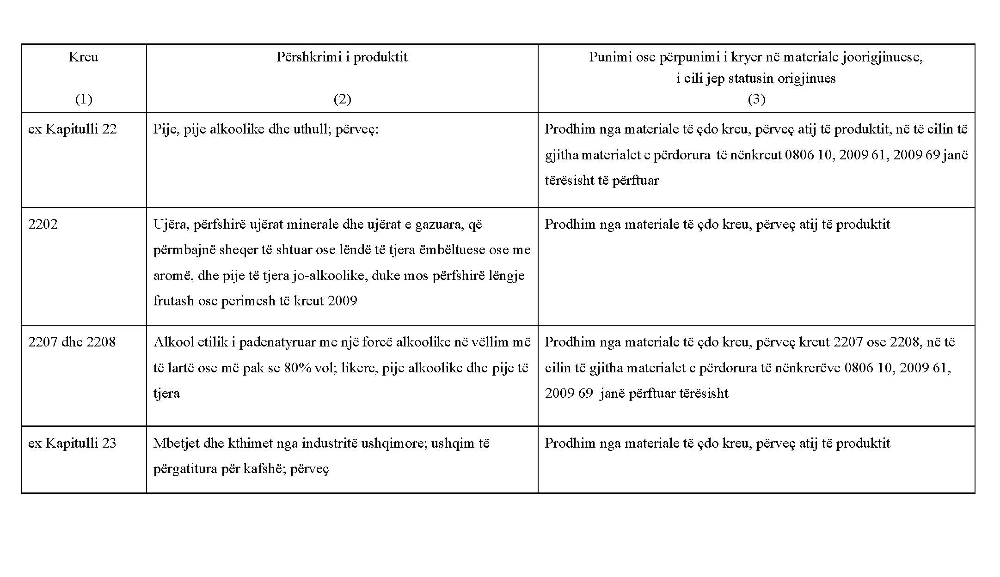 Kreu
(1)
Përshkrimi i produktit
(2)
Punimi ose përpunimi i kryer në materiale joorigjinuese,
i cili jep statusin origjinues
(3)
ex Kapitulli 22
Pije, pije alkoolike dhe uthull; përveç:
Prodhim nga materiale të çdo kreu, përveç atij të produktit, në të cilin të
gjitha materialet e përdorura të nënkreut 0806 10, 2009 61, 2009 69 janë
tërësisht të përftuar
2202
Ujëra, përfshirë ujërat minerale dhe ujërat e gazuara, që
përmbajnë sheqer të shtuar ose lëndë të tjera ëmbëltuese ose me
aromë, dhe pije të tjera jo-alkoolike, duke mos përfshirë lëngje
frutash ose perimesh të kreut 2009
Prodhim nga materiale të çdo kreu, përveç atij të produktit
2207 dhe 2208
Alkool etilik i padenatyruar me një forcë alkoolike në vëllim më
të lartë ose më pak se 80% vol; likere, pije alkoolike dhe pije të
tjera
Prodhim nga materiale të çdo kreu, përveç kreut 2207 ose 2208, në të
cilin të gjitha materialet e përdorura të nënkrerëve 0806 10, 2009 61,
2009 69 janë përftuar tërësisht
ex Kapitulli 23
Mbetjet dhe kthimet nga industritë ushqimore; ushqim të
përgatitura për kafshë; përveç
Prodhim nga materiale të çdo kreu, përveç atij të produktit